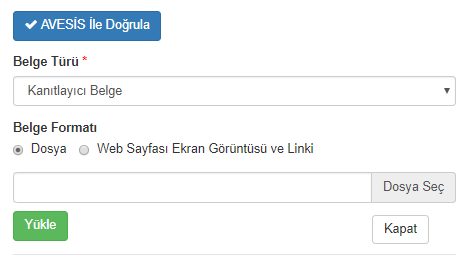 AVESİS İle Doğrula
Belge Türü *
Kanıtlayıcı Belge
Belge Formatı
Dosya Web Sayfası Ekran Görüntüsü ve Linki
Dosya Seç
Yükle Kapat